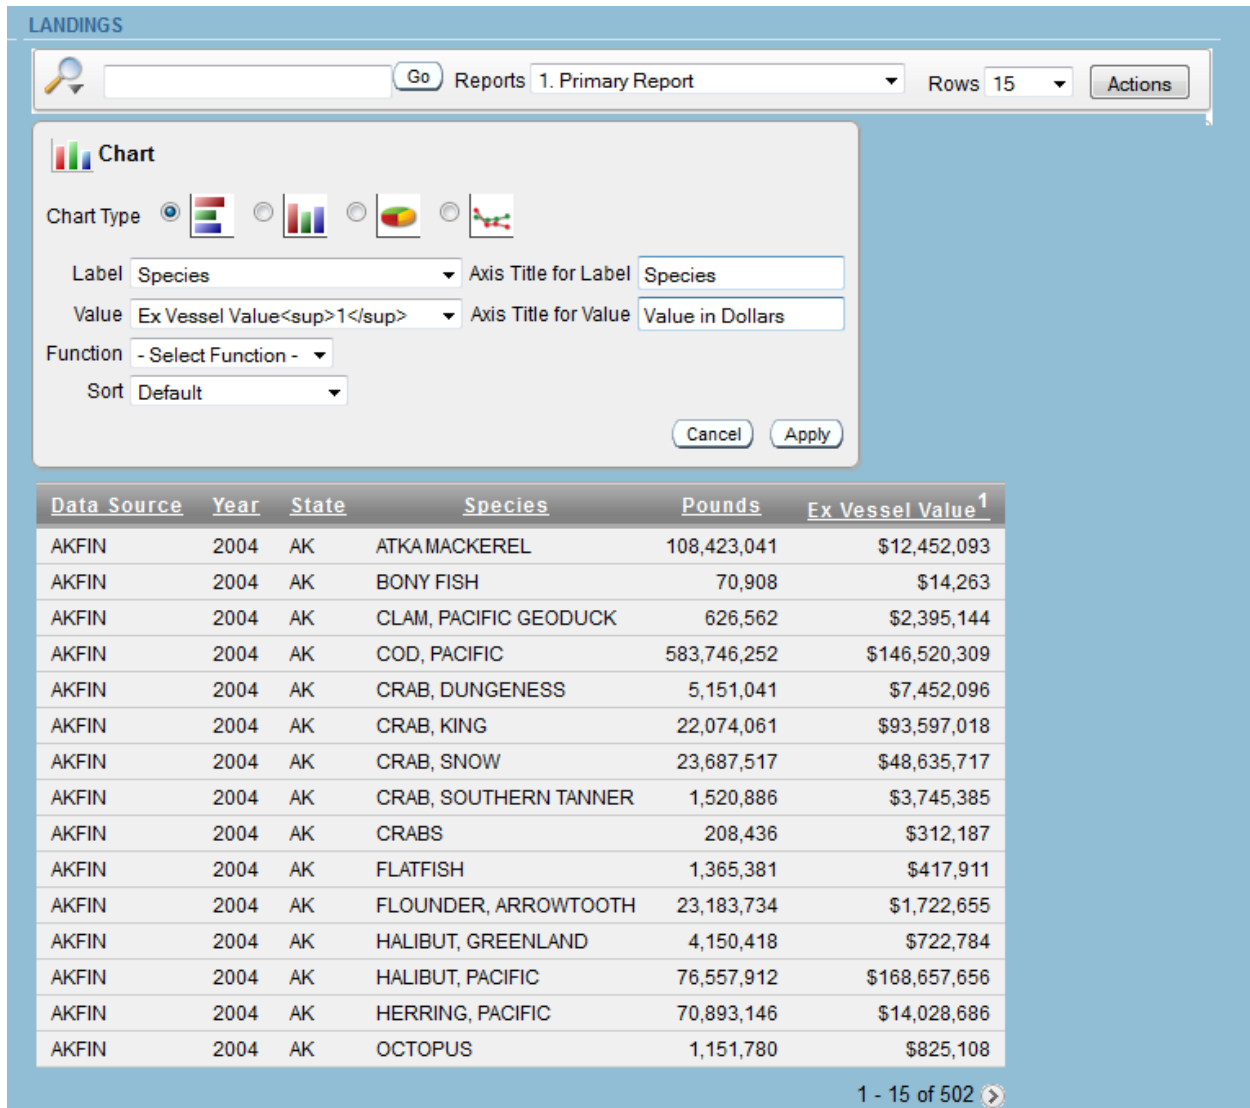 LANDINGS
Go Reports 1. Primary Report Rows 15 Actions
Chart
Chart Type
Label Species Axis Title for Label Species
Value Ex Vessel Value<sup>1</sup> Axis Title for Value Value in Dollars
Function - Select Function -
Sort Default
Cancel Apply
Data Source Year State Species Pounds Ex Vessel Value1
AKFIN 2004 AK ATKA MACKEREL 108,423,041 $12,452,093
AKFIN 2004 AK BONY FISH 70,908 $14,263
AKFIN 2004 AK CLAM, PACIFIC GEODUCK 626,562 $2,395,144
AKFIN 2004 AK COD, PACIFIC 583,746,252 $146,520,309
AKFIN 2004 AK CRAB, DUNGENESS 5,151,041 $7,452,096
AKFIN 2004 AK CRAB, KING 22,074,061 $93,597,018
AKFIN 2004 AK CRAB, SNOW 23,687,517 $48,635,717
AKFIN 2004 AK CRAB, SOUTHERN TANNER 1,520,886 $3,745,385
AKFIN 2004 AK CRABS 208,436 $312,187
AKFIN 2004 AK FLATFISH 1,365,381 $417,911
AKFIN 2004 AK FLOUNDER, ARROWTOOTH 23,183,734 $1,722,655
AKFIN 2004 AK HALIBUT, GREENLAND 4,150,418 $722,784
AKFIN 2004 AK HALIBUT, PACIFIC 76,557,912 $168,657,656
AKFIN 2004 AK HERRING, PACIFIC 70,893,146 $14,028,686
AKFIN 2004 AK OCTOPUS 1,151,780 $825,108
1 - 15 of 502